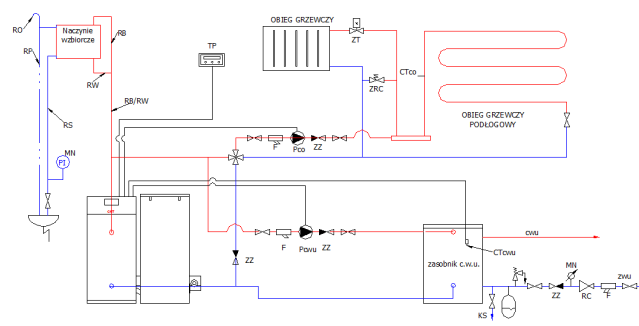 RO
Naczynie
wzbiorcze
RB
OBIEG GRZEWCZY
ZT
TP
RP
CTco
RW
ZRC
RB/RW
RS
OBIEG GRZEWCZY
PODŁOGOWY
MN
PI
F
Pco
ZZ
cwu
ZZ
F
Pcwu
ZZ
CTcwu
zasobnik c.w.u.
MN
zwu
ZZ
RC
F
KS